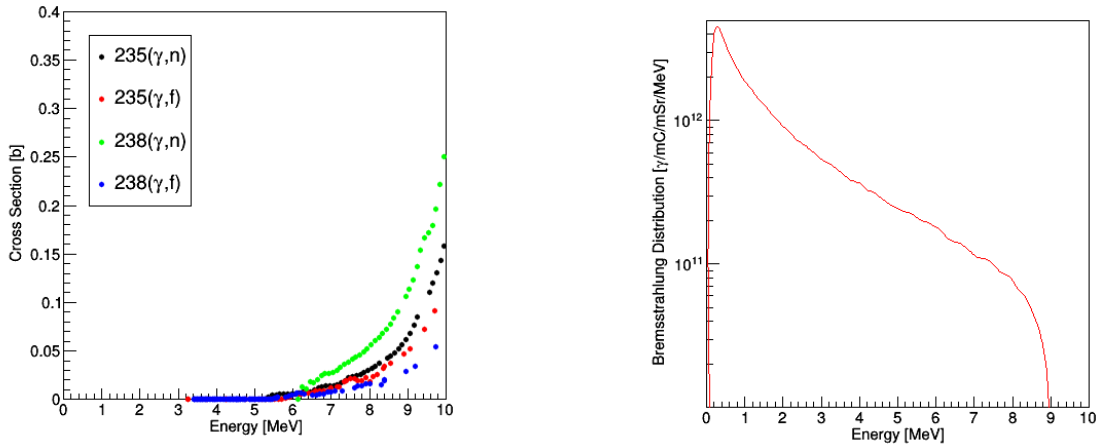 0.4
0.35
0.3
0.25
0.2
0.15
0.1
0.05
0
Cross Section [b]
235(γ,n)
235(γ,f)
238(γ,n)
238(γ,f)
0 1 2 3 4 5 6 7 8 9 10
Energy [MeV]
Bremsstrahlung Distribution [γ/mC/mSr/MeV]
10¹²
10¹¹
0 1 2 3 4 5 6 7 8 9 10
Energy [MeV]